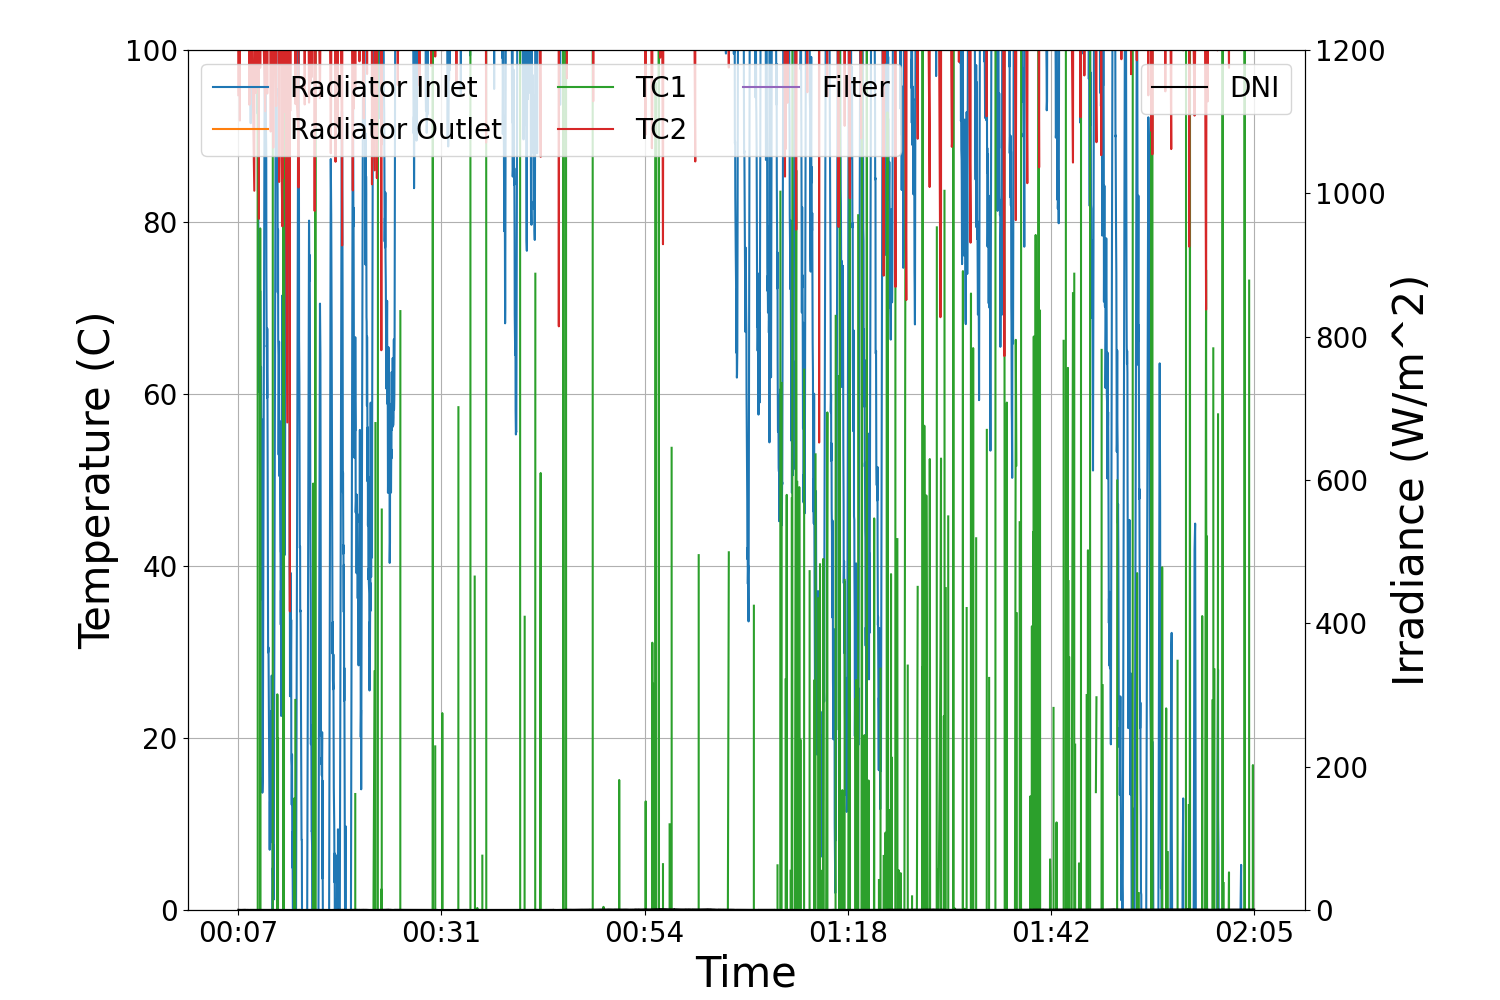 100
80
60
40
20
0
Temperature (C)
Radiator Inlet
Radiator Outlet
TC1
TC2
Filter
DNI
1200
1000
800
600
400
200
0
Irradiance (W/m^2)
00:07
00:31
00:54
01:18
01:42
02:05
Time